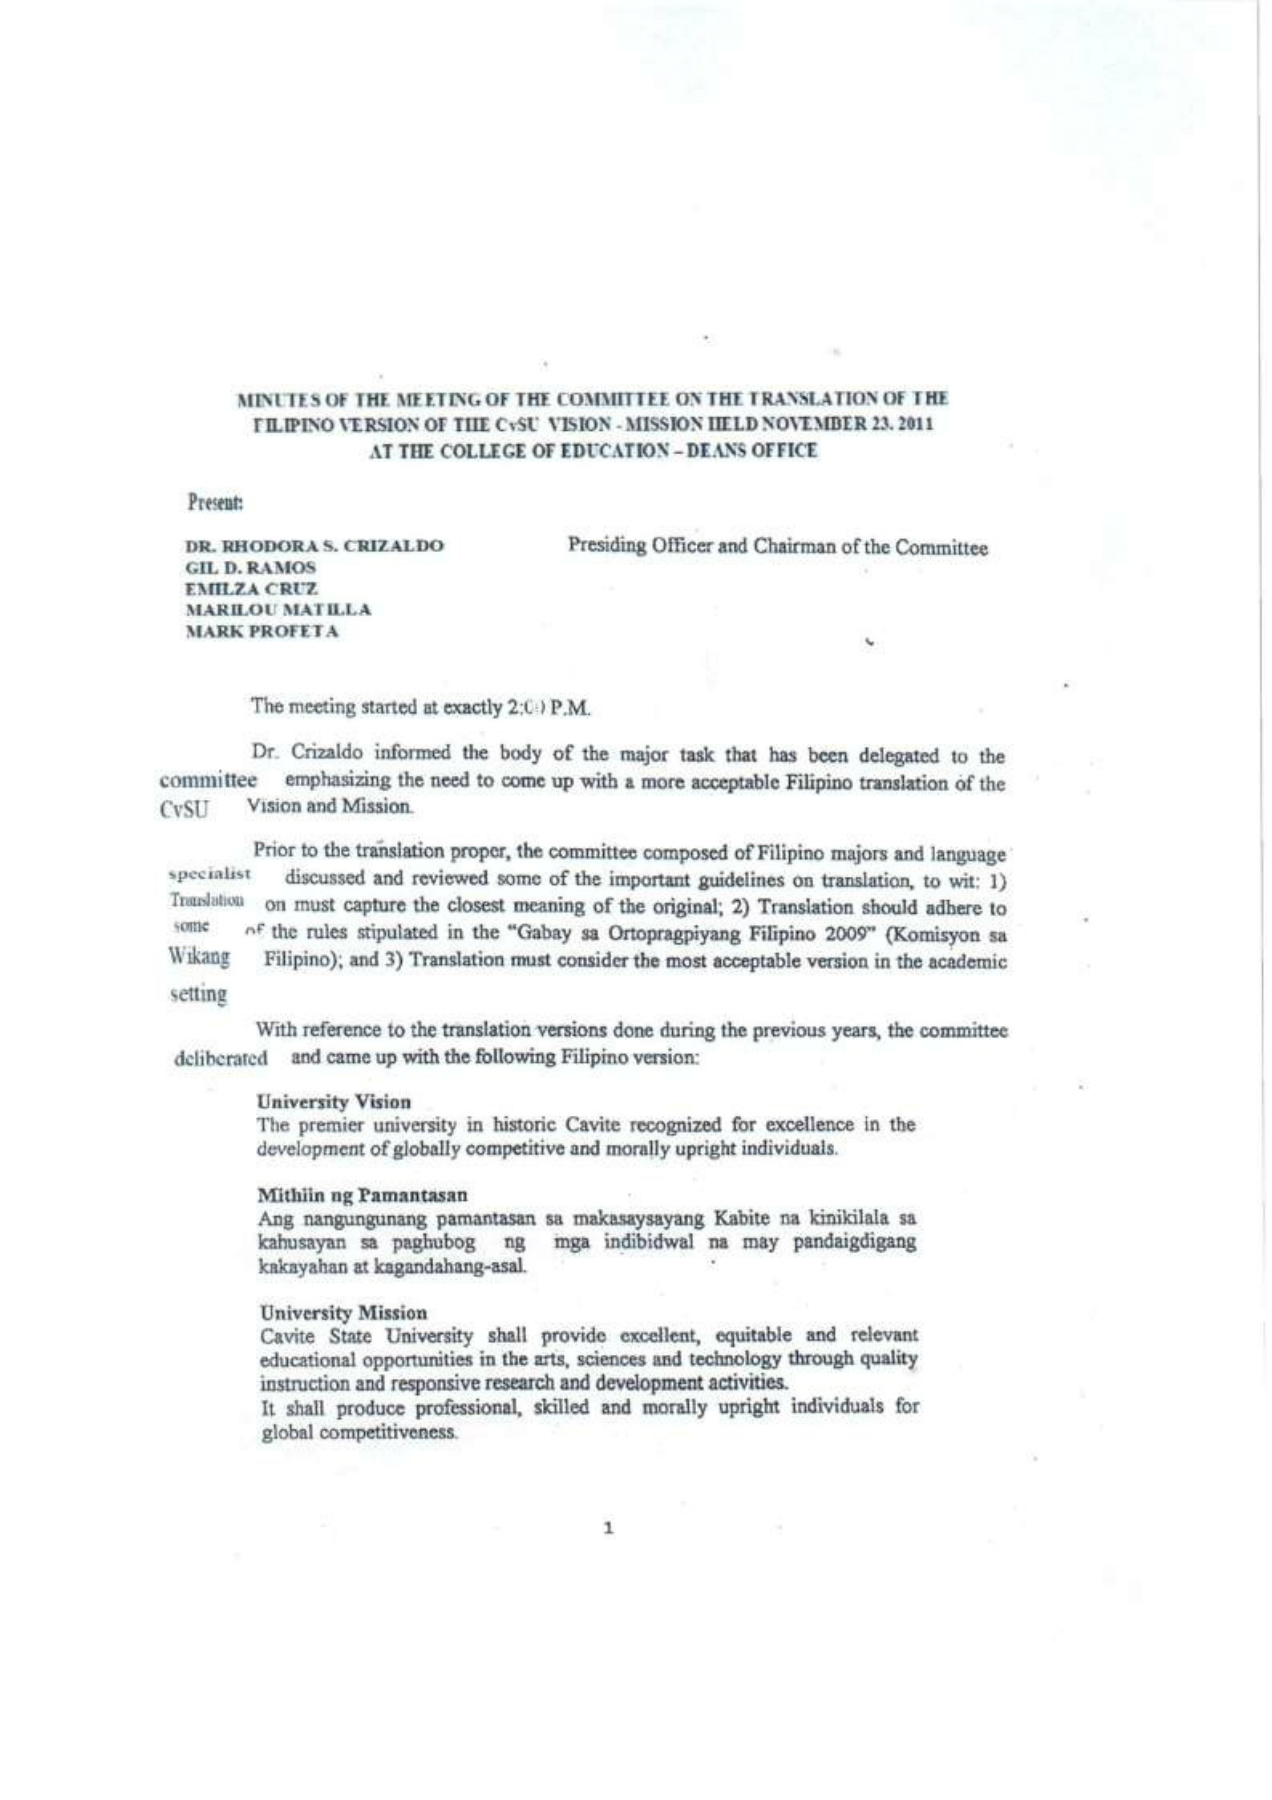 MINUTES OF THE MEETING OF THE COMMITTEE ON THE TRANSLATION OF THE
FILIPINO VERSION OF THE CvSU VISION - MISSION HELD NOVEMBER 23, 2011
AT THE COLLEGE OF EDUCATION – DEANS OFFICE
Present:
DR. RHODORA S. CRIZALDO Presiding Officer and Chairman of the Committee
GIL D. RAMOS
EMILZA CRUZ
MARILOU MATILLA
MARK PROFETA
The meeting started at exactly 2:00 P.M.
Dr. Crizaldo informed the body of the major task that has been delegated to the
committee emphasizing the need to come up with a more acceptable Filipino translation of the
CvSU Vision and Mission.
Prior to the translation proper, the committee composed of Filipino majors and language
specialist discussed and reviewed some of the important guidelines on translation, to wit: 1)
Translation on must capture the closest meaning of the original; 2) Translation should adhere to
some of the rules stipulated in the “Gabay sa Ortopragpiyang Filipino 2009” (Komisyon sa
Wikang Filipino); and 3) Translation must consider the most acceptable version in the academic
setting
With reference to the translation versions done during the previous years, the committee
deliberated and came up with the following Filipino version:
University Vision
The premier university in historic Cavite recognized for excellence in the
development of globally competitive and morally upright individuals.
Mithiin ng Pamantasan
Ang nangungunang pamantasan sa makasaysayang Kabite na kinikilala sa
kahusayan sa paghubog ng mga indibidwal na may pandaigdigang
kakayahan at kagandahang-asal.
University Mission
Cavite State University shall provide excellent, equitable and relevant
educational opportunities in the arts, sciences and technology through quality
instruction and responsive research and development activities.
It shall produce professional, skilled and morally upright individuals for
global competitiveness.
1